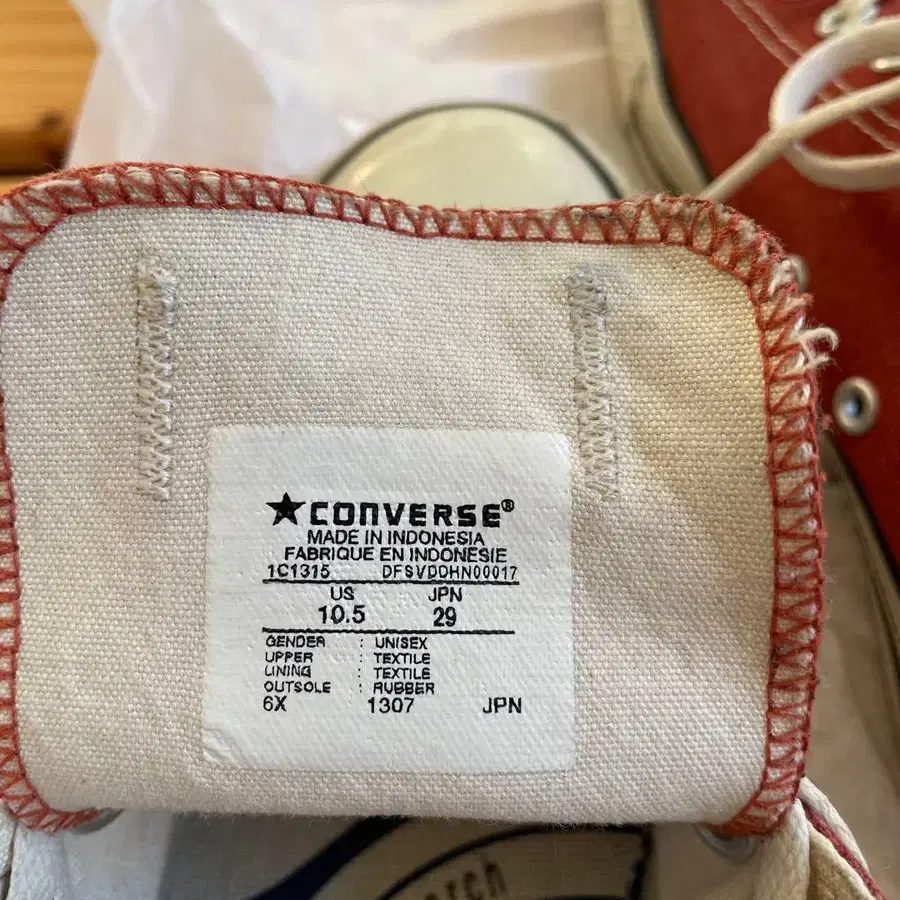 ★CONVERSE®
MADE IN INDONESIA
FABRIQUE EN INDONESIE
1C1315 DFSVDDHN00017
US JPN
10.5 29
GENDER : UNISEX
UPPER : TEXTILE
LINING : TEXTILE
OUTSOLE : RUBBER
6X 1307 JPN